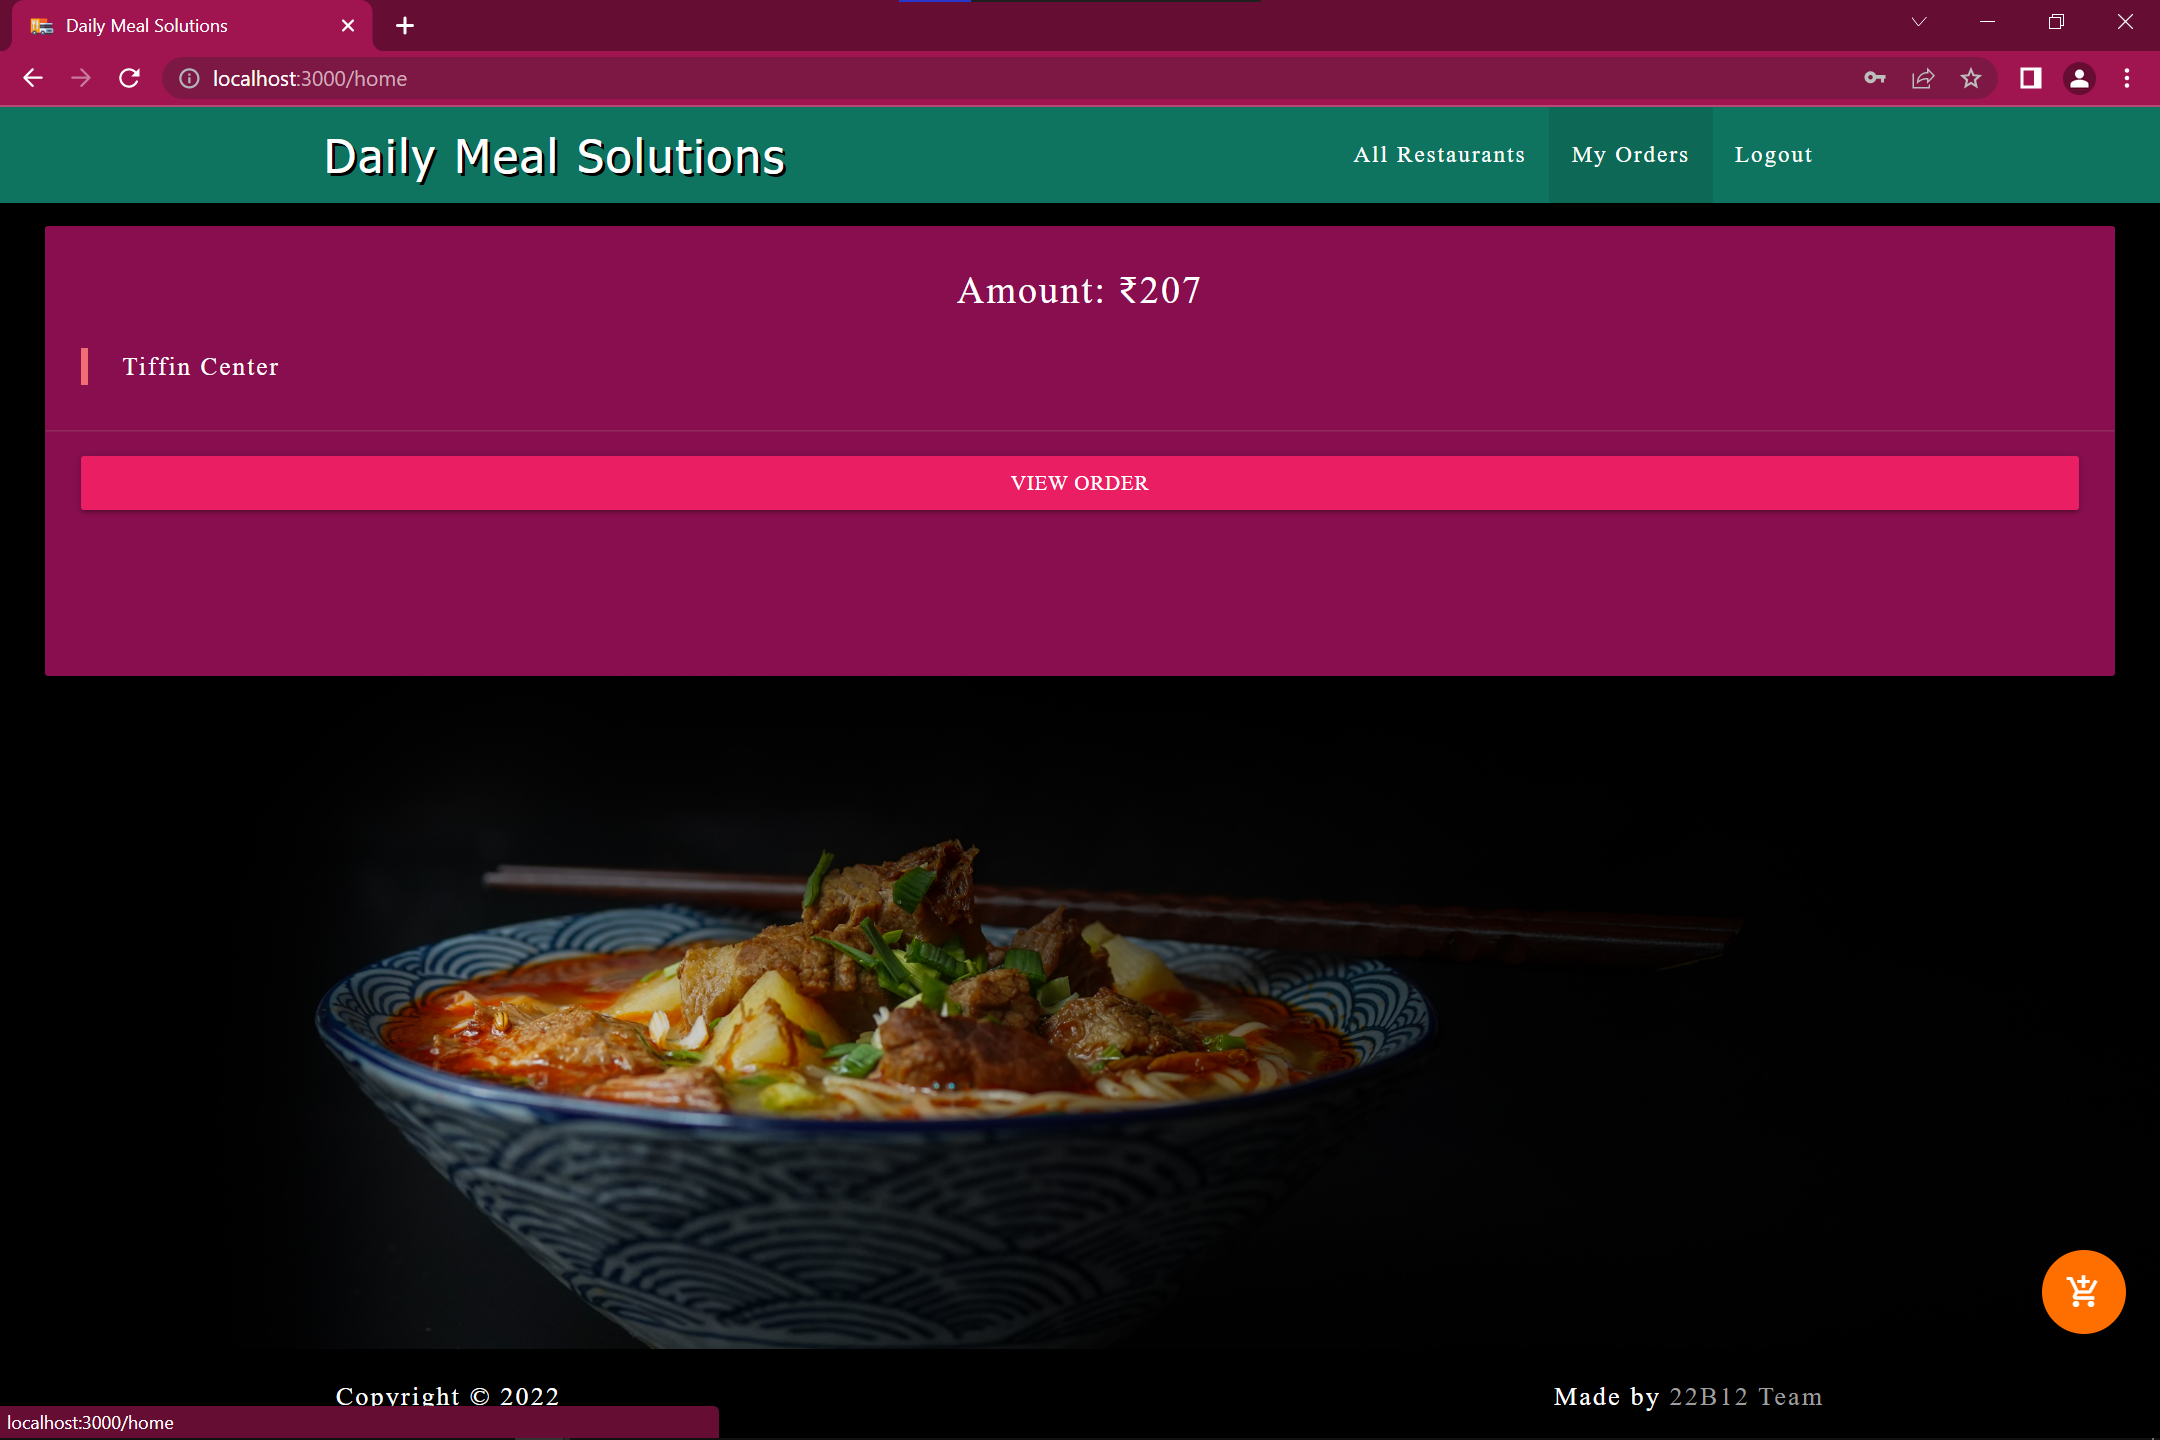 Daily Meal Solutions
localhost:3000/home
Daily Meal Solutions
All Restaurants
My Orders
Logout
Amount: ₹207
Tiffin Center
VIEW ORDER
Copyright © 2022
Made by 22B12 Team
localhost:3000/home